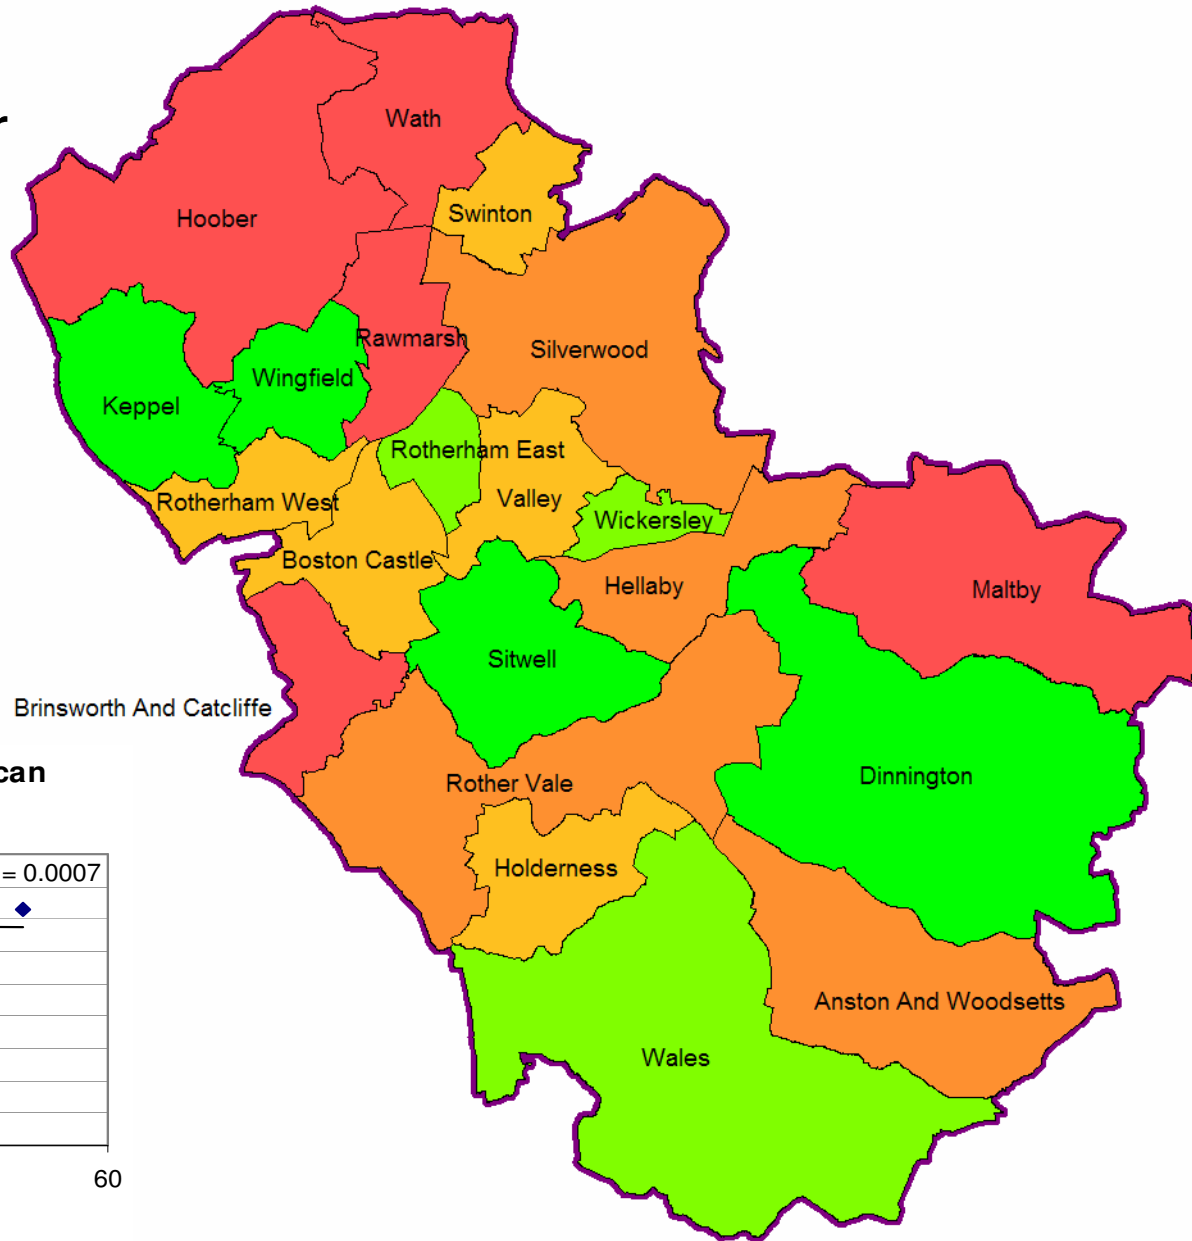 r
Wath
Swinton
Hoober
Rawmarsh
Silverwood
Wingfield
Keppel
Rotherham East
Rotherham West
Valley
Wickersley
Boston Castle
Hellaby
Maltby
Sitwell
Brinsworth And Catcliffe
can
Rother Vale
Dinnington
= 0.0007
Holderness
Anston And Woodsetts
Wales
60